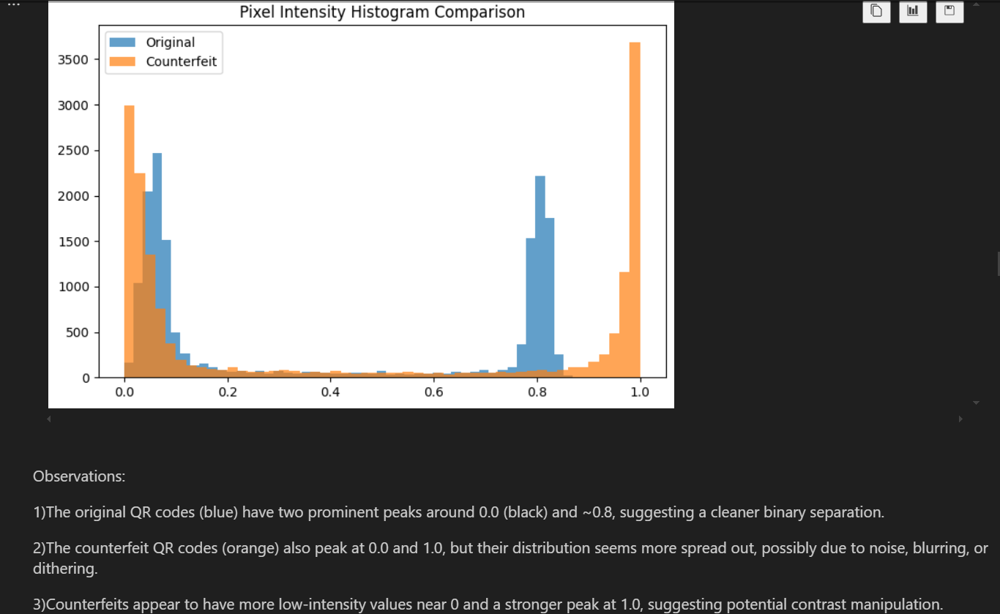 ...
Pixel Intensity Histogram Comparison
Original
Counterfeit
3500
3000
2500
2000
1500
1000
500
0
0.0 0.2 0.4 0.6 0.8 1.0
Observations:
1)The original QR codes (blue) have two prominent peaks around 0.0 (black) and ~0.8, suggesting a cleaner binary separation.
2)The counterfeit QR codes (orange) also peak at 0.0 and 1.0, but their distribution seems more spread out, possibly due to noise, blurring, or
dithering.
3)Counterfeits appear to have more low-intensity values near 0 and a stronger peak at 1.0, suggesting potential contrast manipulation.